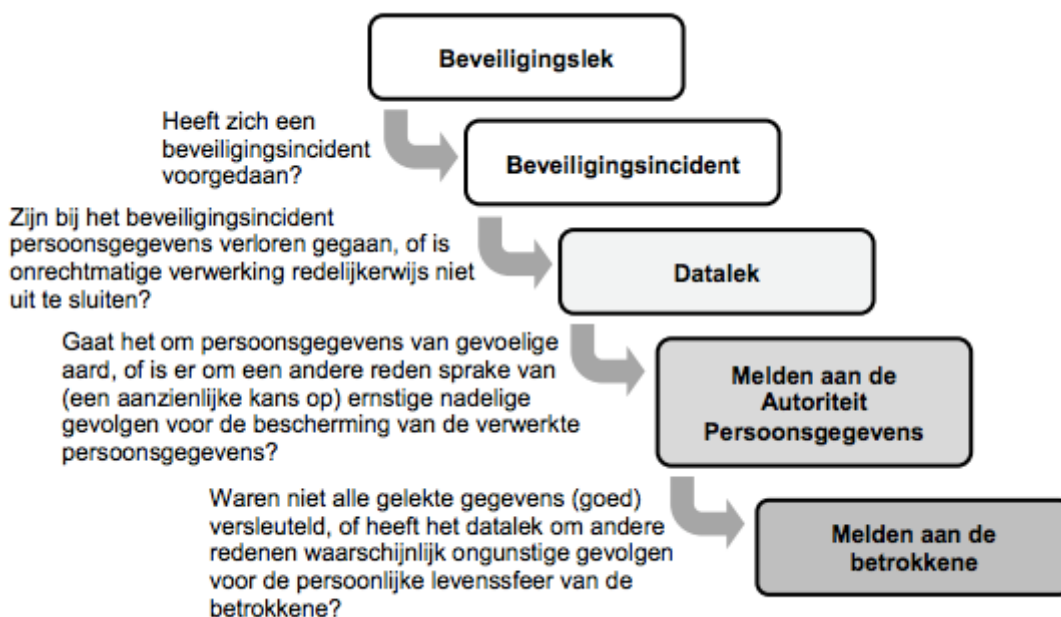 Beveiligingslek
Heeft zich een
beveiligingsincident
voorgedaan?
Beveiligingsincident
Zijn bij het beveiligingsincident
persoonsgegevens verloren gegaan, of is
onrechtmatige verwerking redelijkerwijs niet
uit te sluiten?
Datalek
Gaat het om persoonsgegevens van gevoelige
aard, of is er om een andere reden sprake van
(een aanzienlijke kans op) ernstige nadelige
gevolgen voor de bescherming van de verwerkte
persoonsgegevens?
Melden aan de
Autoriteit
Persoonsgegevens
Waren niet alle gelekte gegevens (goed)
versleuteld, of heeft het datalek om andere
redenen waarschijnlijk ongunstige gevolgen
voor de persoonlijke levenssfeer van de
betrokkene?
Melden aan de
betrokkene